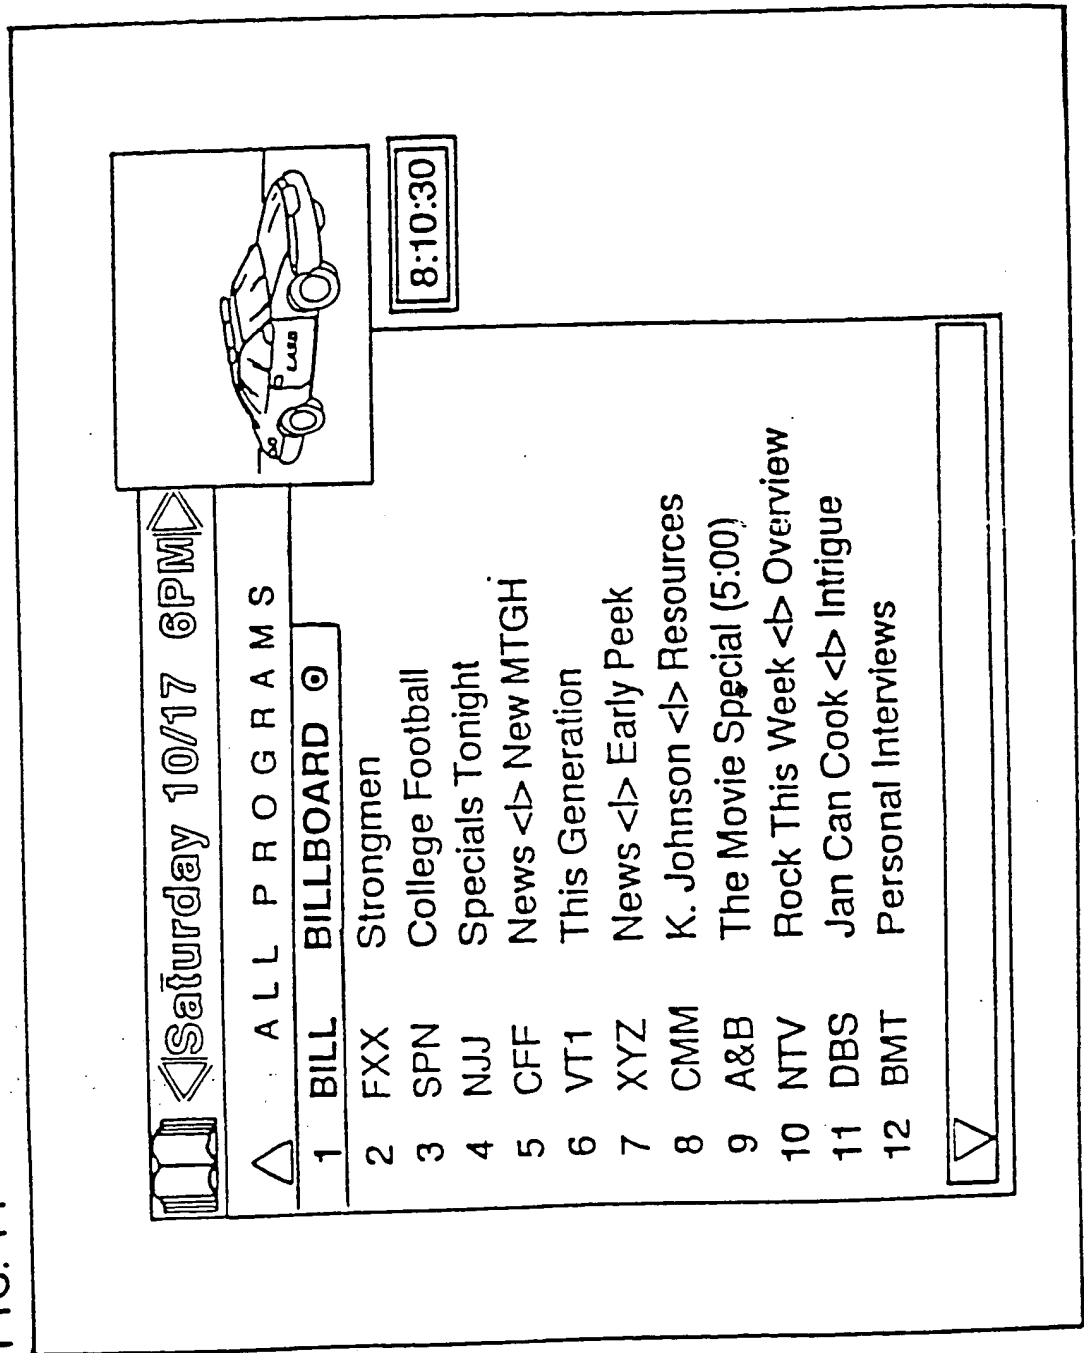 Saturday 10/17 6PM
ALL PROGRAMS
8:10:30
1 BILL BILLBOARD
2 FXX Strongmen
3 SPN College Football
4 NJJ Specials Tonight
5 CFF News <|> New MTGH
6 VT1 This Generation
7 XYZ News <|> Early Peek
8 CMM K. Johnson <|> Resources
9 A&B The Movie Special (5:00)
10 NTV Rock This Week <|> Overview
11 DBS Jan Can Cook <|> Intrigue
12 BMT Personal Interviews